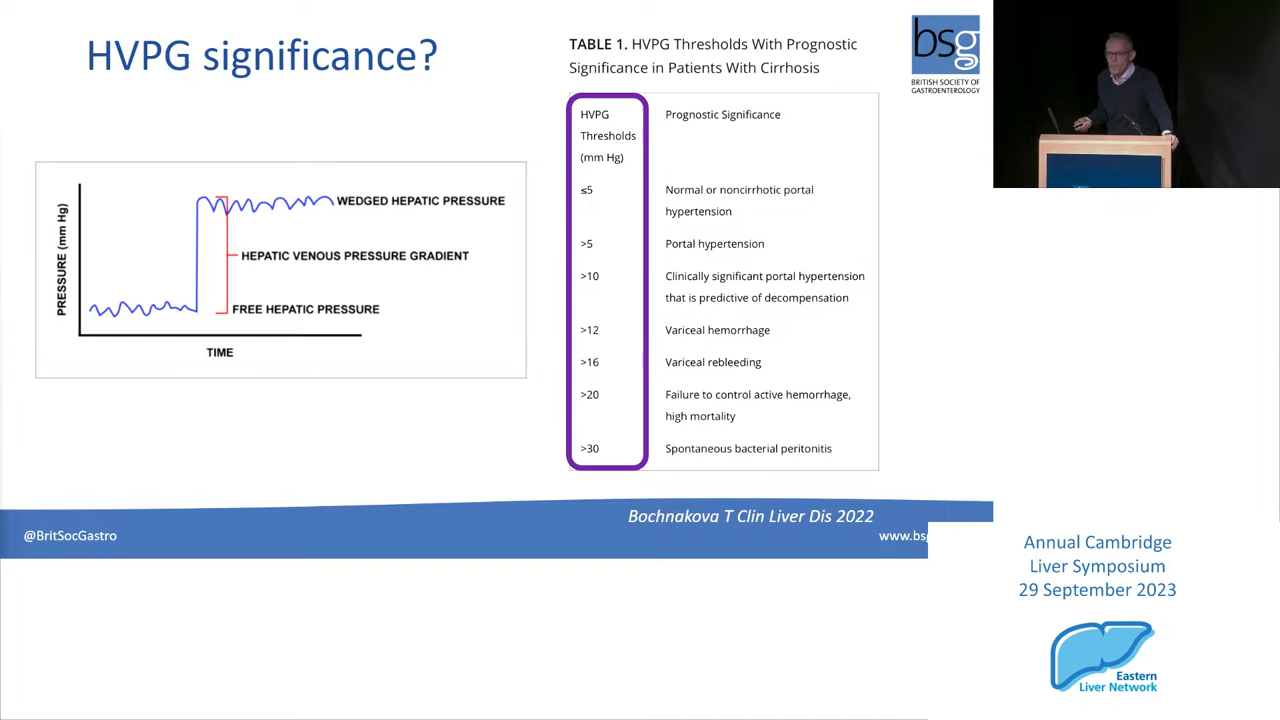 HVPG significance?
PRESSURE (mm Hg)
WEDGED HEPATIC PRESSURE
HEPATIC VENOUS PRESSURE GRADIENT
FREE HEPATIC PRESSURE
TIME
TABLE 1. HVPG Thresholds With Prognostic
Significance in Patients With Cirrhosis
HVPG
Thresholds
(mm Hg)
Prognostic Significance
≤5
Normal or noncirrhotic portal
hypertension
>5
Portal hypertension
>10
Clinically significant portal hypertension
that is predictive of decompensation
>12
Variceal hemorrhage
>16
Variceal rebleeding
>20
Failure to control active hemorrhage,
high mortality
>30
Spontaneous bacterial peritonitis
bsg
BRITISH SOCIETY OF
GASTROENTEROLOGY
Bochnakova T Clin Liver Dis 2022
@BritSocGastro
www.bsg
Annual Cambridge
Liver Symposium
29 September 2023
Eastern
Liver Network